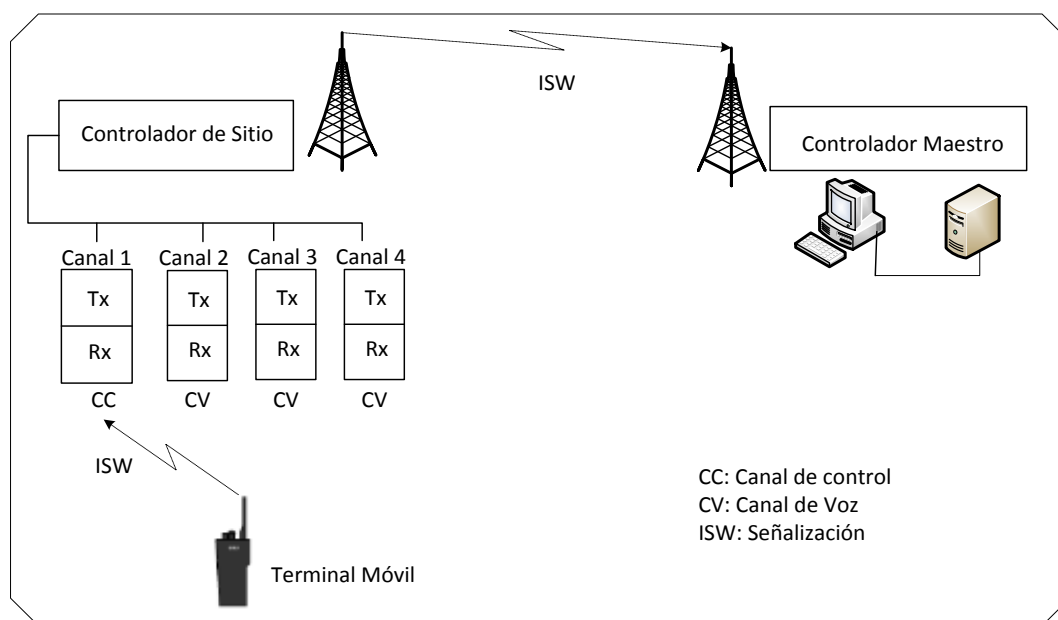 ISW
Controlador de Sitio
Controlador Maestro
Canal 1 Canal 2 Canal 3 Canal 4
Tx Tx Tx Tx
Rx Rx Rx Rx
CC CV CV CV
ISW
CC: Canal de control
CV: Canal de Voz
ISW: Señalización
Terminal Móvil